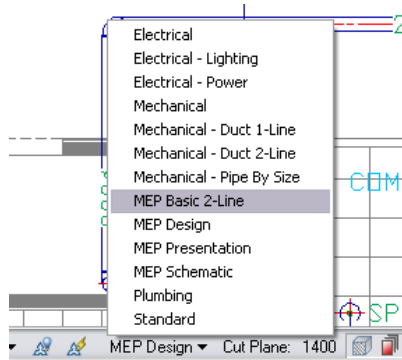 2
Electrical
Electrical - Lighting
Electrical - Power
Mechanical
Mechanical - Duct 1-Line
Mechanical - Duct 2-Line
Mechanical - Pipe By Size
MEP Basic 2-Line
COM
MEP Design
MEP Presentation
MEP Schematic
Plumbing
Standard
SP
MEP Design Cut Plane: 1400